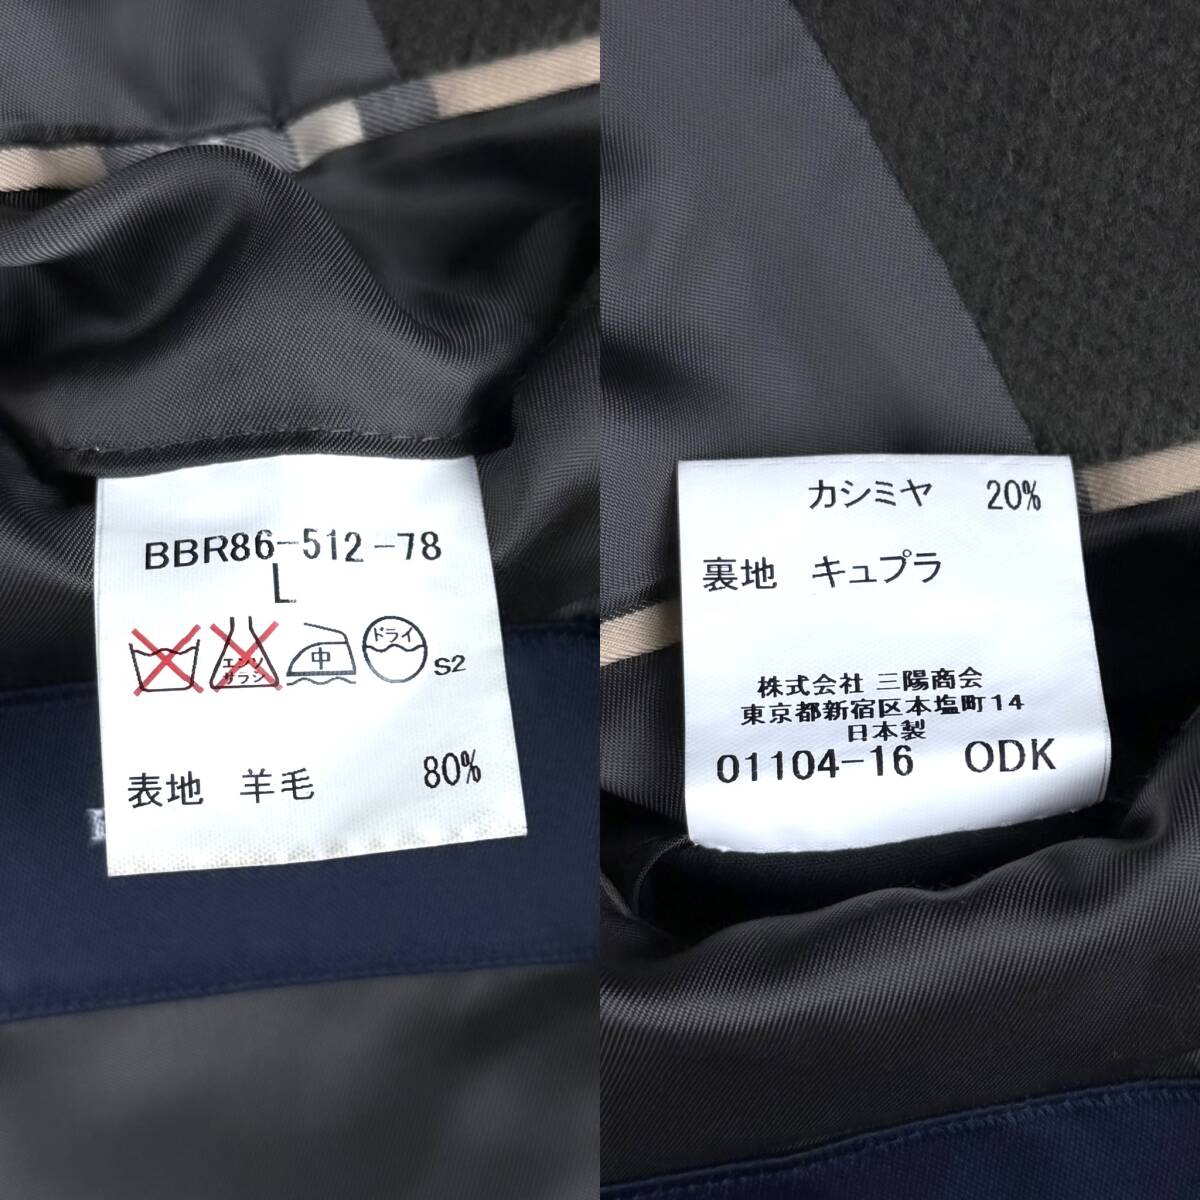 BBR86-512-78
L
エンソ
サラシ
中
ドライ
S2
表地 羊毛 80%
カシミヤ 20%
裏地 キュプラ
株式会社 三陽商会
東京都新宿区本塩町14
日本製
01104-16 ODK